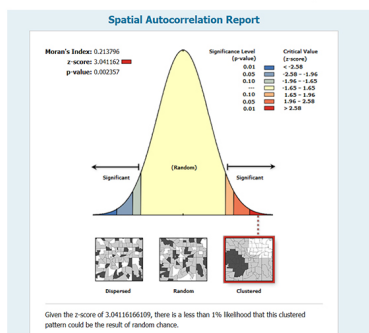 Spatial Autocorrelation Report
Moran's Index: 0.213796
z-score: 3.041162
p-value: 0.002357
Significance Level
(p-value)
Critical Value
(z-score)
0.01 < -2.58
0.05 -2.58 - -1.96
0.10 -1.96 - -1.65
... -1.65 - 1.65
0.10 1.65 - 1.96
0.05 1.96 - 2.58
0.01 > 2.58
(Random)
Significant
Significant
Dispersed
Random
Clustered
Given the z-score of 3.04116166109, there is a less than 1% likelihood that this clustered
pattern could be the result of random chance.